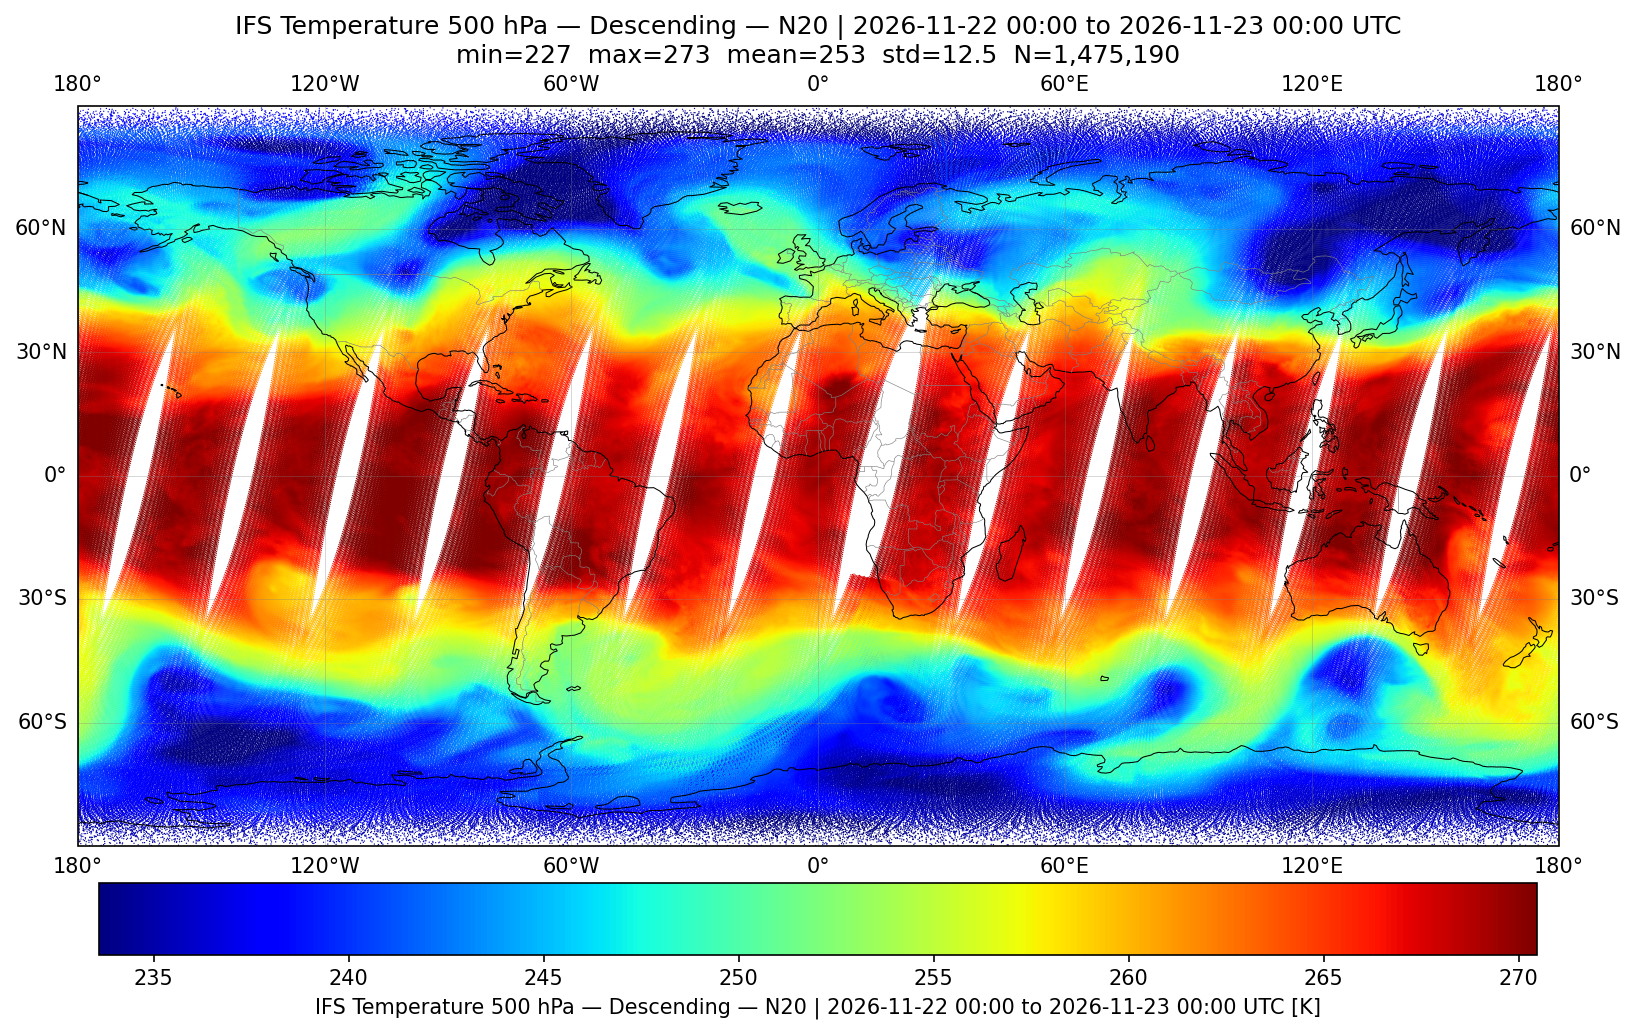 IFS Temperature 500 hPa — Descending — N20 | 2026-11-22 00:00 to 2026-11-23 00:00 UTC
min=227  max=273  mean=253  std=12.5  N=1,475,190
180° 120°W 60°W 0° 60°E 120°E 180°
60°N 60°N
30°N 30°N
0° 0°
30°S 30°S
60°S 60°S
180° 120°W 60°W 0° 60°E 120°E 180°
235 240 245 250 255 260 265 270
IFS Temperature 500 hPa — Descending — N20 | 2026-11-22 00:00 to 2026-11-23 00:00 UTC [K]